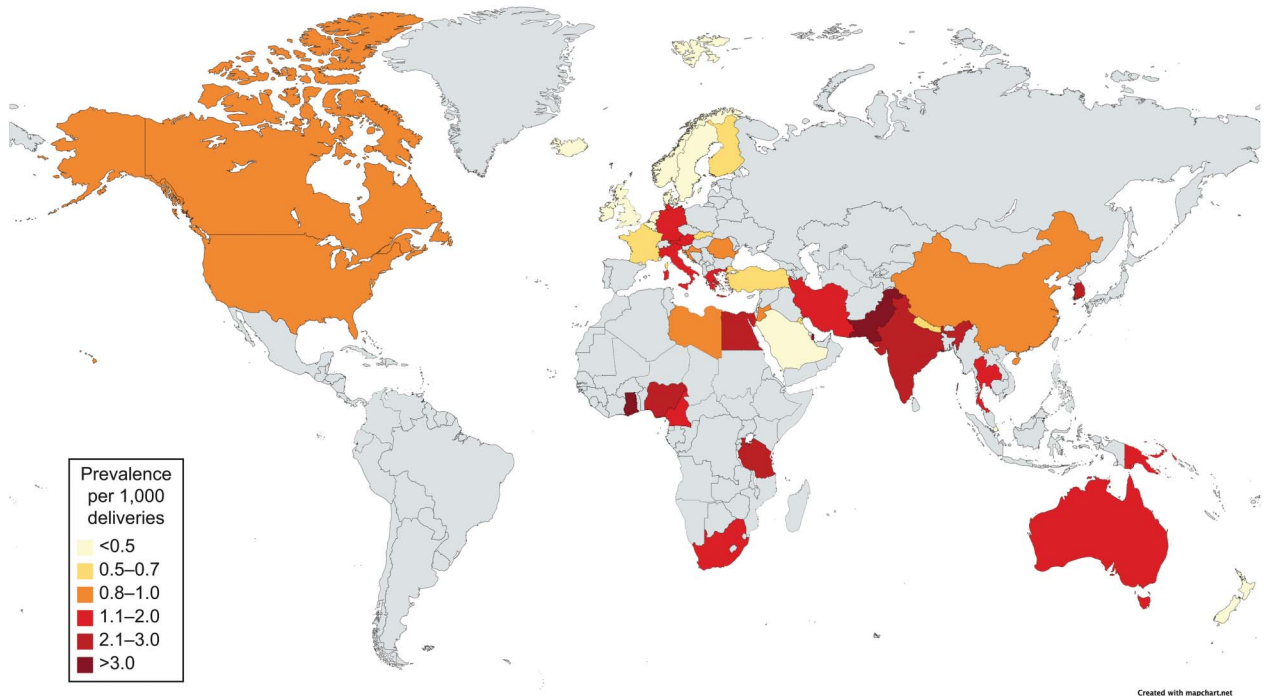 Prevalence
per 1,000
deliveries
<0.5
0.5–0.7
0.8–1.0
1.1–2.0
2.1–3.0
>3.0
Created with mapchart.net